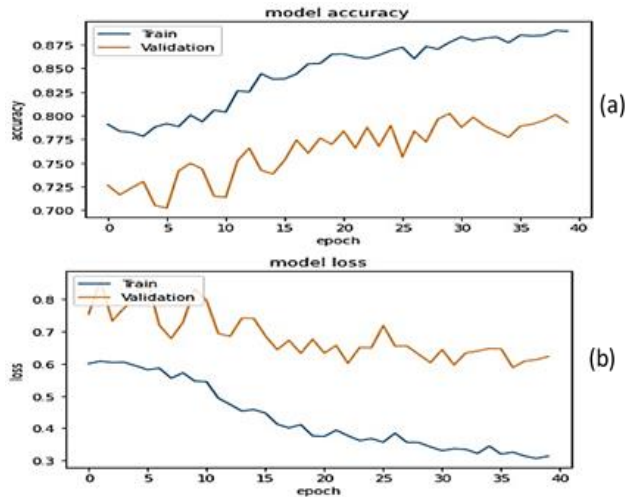 model accuracy
Train
Validation
0.875
0.850
0.825
0.800
0.775
0.750
0.725
0.700
accuracy
0 5 10 15 20 25 30 35 40
epoch
(a)
model loss
Train
Validation
0.8
0.7
0.6
0.5
0.4
0.3
loss
0 5 10 15 20 25 30 35 40
epoch
(b)